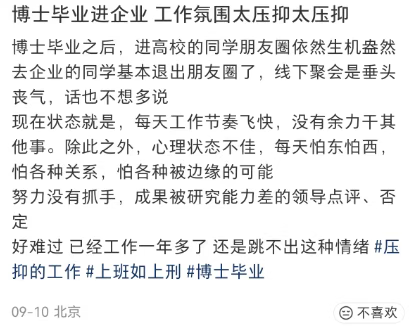 博士毕业进企业 工作氛围太压抑太压抑
博士毕业之后，进高校的同学朋友圈依然生机盎然
去企业的同学基本退出朋友圈了，线下聚会是垂头
丧气，话也不想多说
现在状态就是，每天工作节奏飞快，没有余力干其
他事。除此之外，心理状态不佳，每天怕东怕西，
怕各种关系，怕各种被边缘的可能
努力没有抓手，成果被研究能力差的领导点评、否
定
好难过 已经工作一年多了 还是跳不出这种情绪 #压
抑的工作 #上班如上刑 #博士毕业
09-10 北京
不喜欢